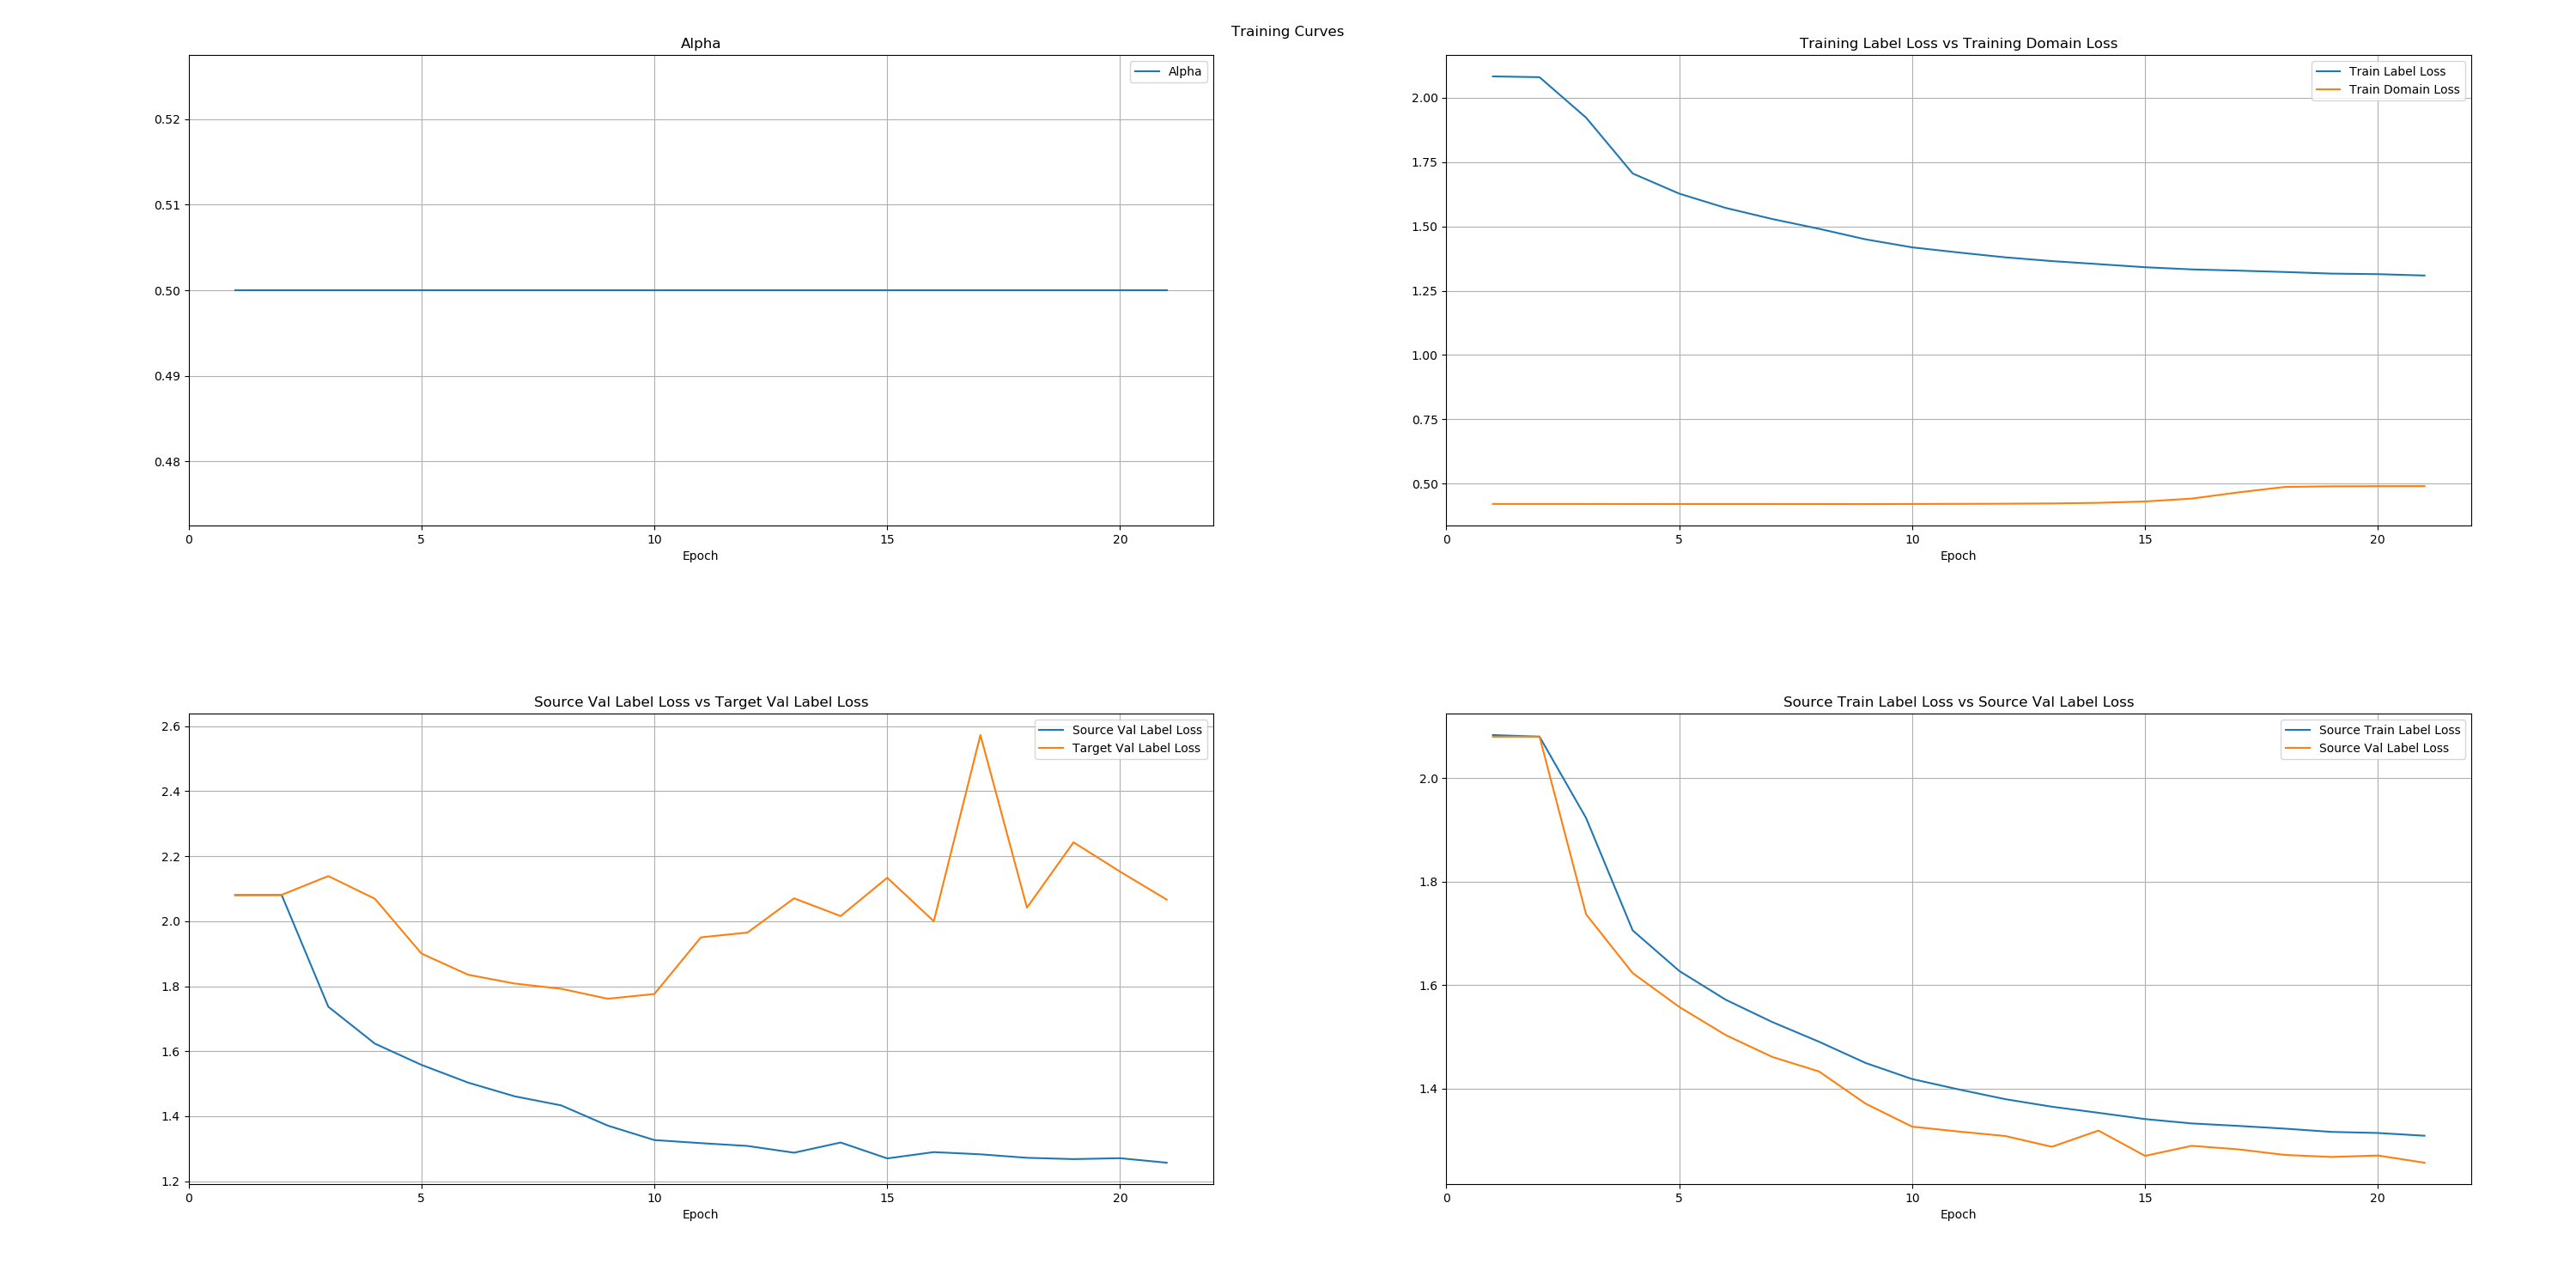 Training Curves
Alpha
Alpha
0.52
0.51
0.50
0.49
0.48
0
5
10
15
20
Epoch
Training Label Loss vs Training Domain Loss
Train Label Loss
Train Domain Loss
2.00
1.75
1.50
1.25
1.00
0.75
0.50
0
5
10
15
20
Epoch
Source Val Label Loss vs Target Val Label Loss
Source Val Label Loss
Target Val Label Loss
2.6
2.4
2.2
2.0
1.8
1.6
1.4
1.2
0
5
10
15
20
Epoch
Source Train Label Loss vs Source Val Label Loss
Source Train Label Loss
Source Val Label Loss
2.0
1.8
1.6
1.4
0
5
10
15
20
Epoch